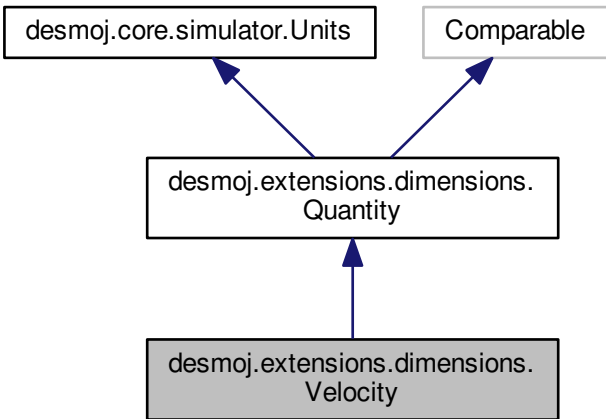 desmoj.core.simulator.Units
Comparable
desmoj.extensions.dimensions.
Quantity
desmoj.extensions.dimensions.
Velocity